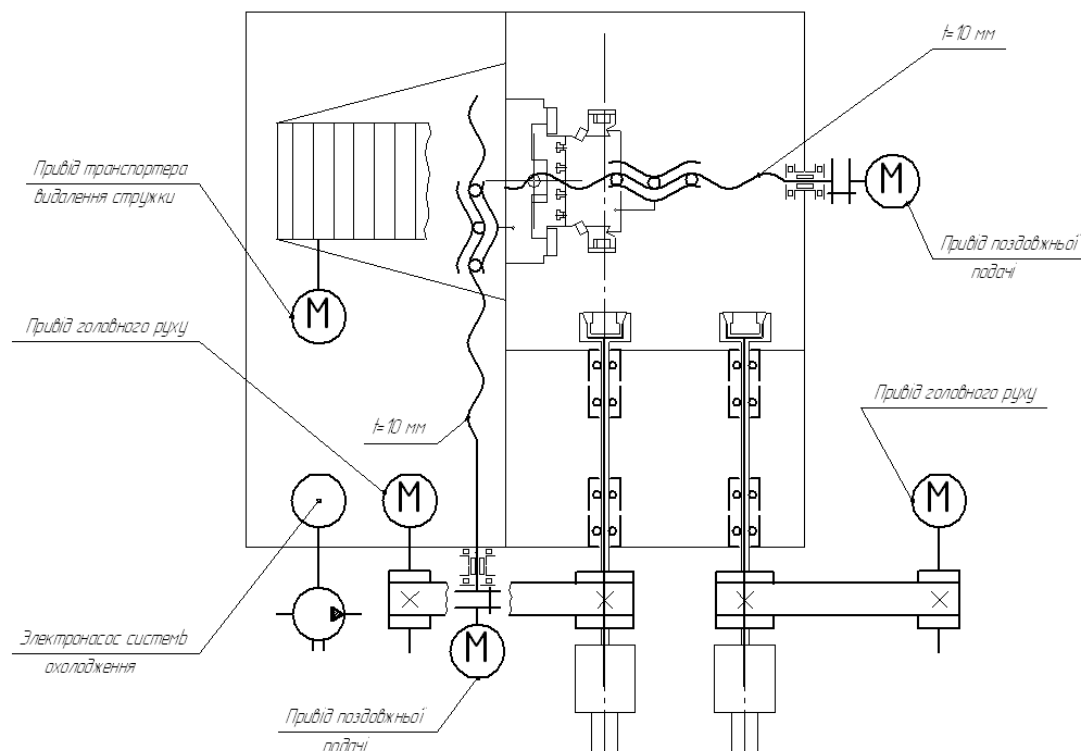 t=10 мм
Привід транспортера
видалення стружки
М
Привід поздовжньої
подачі
М
Привід головного руху
t=10 мм
Привід головного руху
М
М
Электронасос системь
охолодження
М
Привід поздовжньої
подачі